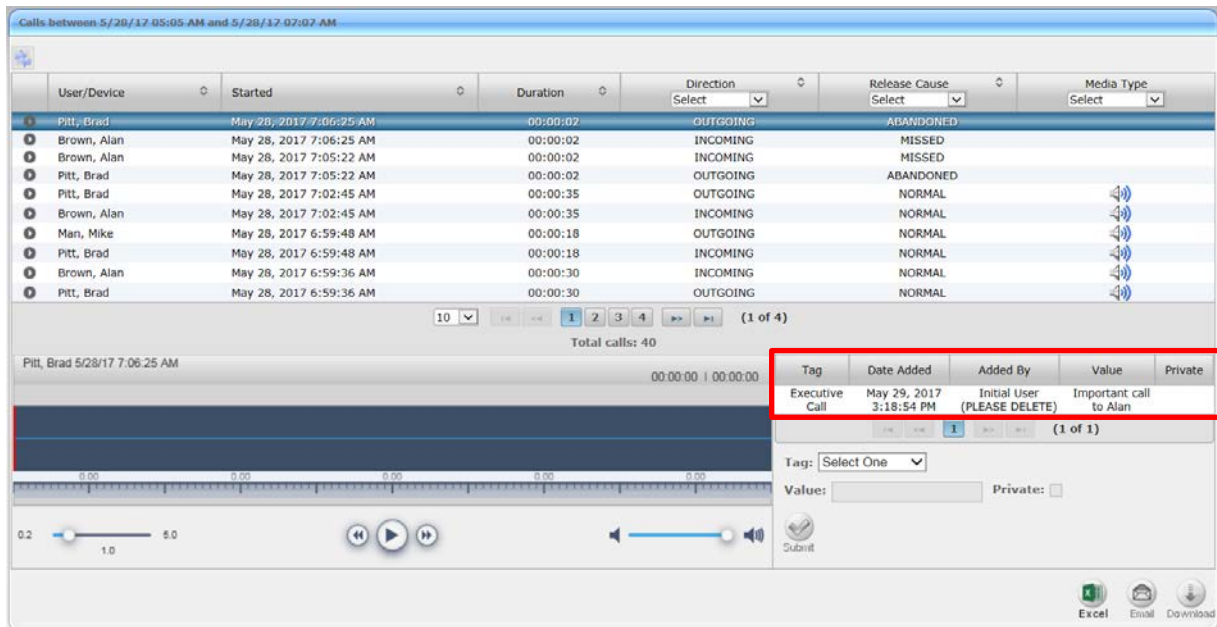 Calls between 5/28/17 05:05 AM and 5/28/17 07:07 AM
User/Device Started Duration Direction Release Cause Media Type
Select Select Select
Pitt, Brad May 28, 2017 7:06:25 AM 00:00:02 OUTGOING ABANDONED
Brown, Alan May 28, 2017 7:06:25 AM 00:00:02 INCOMING MISSED
Brown, Alan May 28, 2017 7:05:22 AM 00:00:02 INCOMING MISSED
Pitt, Brad May 28, 2017 7:05:22 AM 00:00:02 OUTGOING ABANDONED
Pitt, Brad May 28, 2017 7:02:45 AM 00:00:35 OUTGOING NORMAL
Brown, Alan May 28, 2017 7:02:45 AM 00:00:35 INCOMING NORMAL
Man, Mike May 28, 2017 6:59:48 AM 00:00:18 OUTGOING NORMAL
Pitt, Brad May 28, 2017 6:59:48 AM 00:00:18 INCOMING NORMAL
Brown, Alan May 28, 2017 6:59:36 AM 00:00:30 INCOMING NORMAL
Pitt, Brad May 28, 2017 6:59:36 AM 00:00:30 OUTGOING NORMAL
10 1 2 3 4 (1 of 4)
Total calls: 40
Pitt, Brad 5/28/17 7:06:25 AM
00:00:00 | 00:00:00
0.00 0.00 0.00 0.00 0.00
0.2 5.0
1.0
Tag Date Added Added By Value Private
Executive May 29, 2017 Initial User Important call
Call 3:18:54 PM (PLEASE DELETE) to Alan
1 (1 of 1)
Tag: Select One
Value: Private:
Submit
Excel Email Download